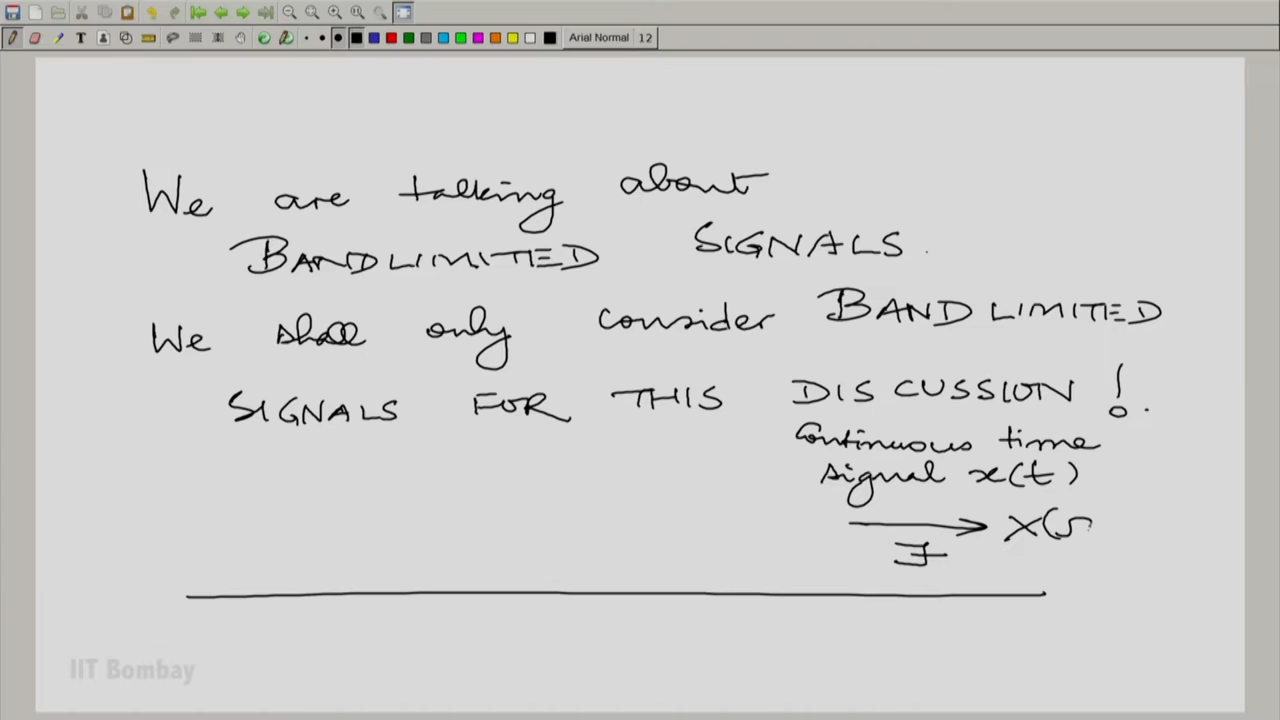 Arial Normal 12
We are talking about
BANDLIMITED SIGNALS.
We shall only consider BANDLIMITED
SIGNALS FOR THIS DISCUSSION!.
Continuous time
signal x(t)
→ X(
IIT Bombay